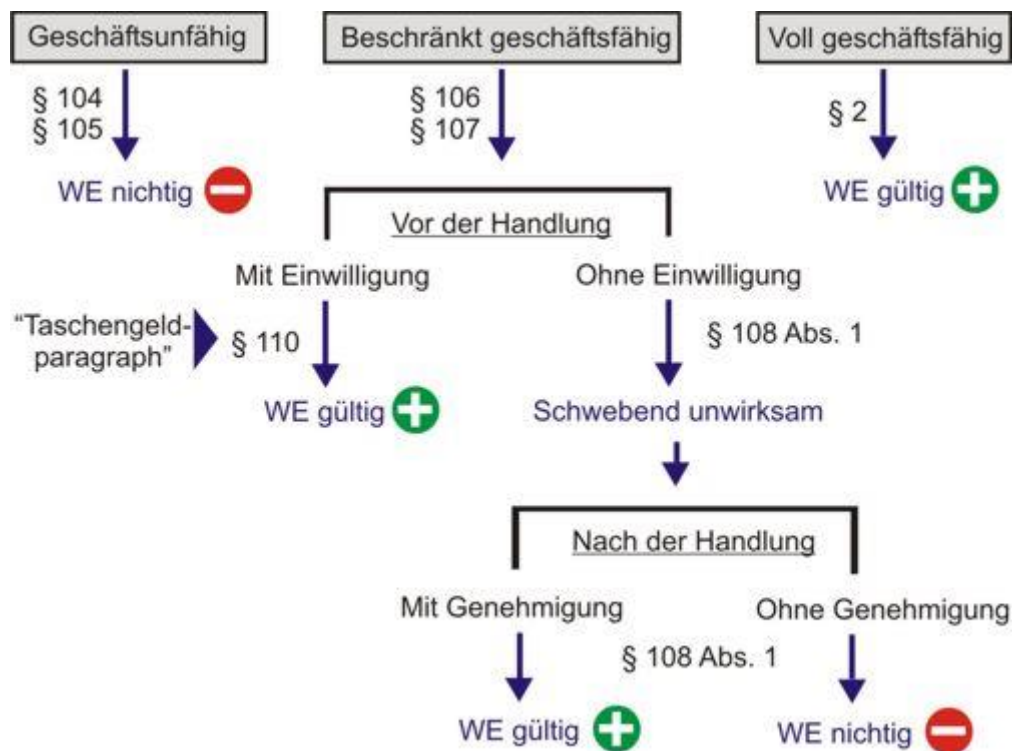 Geschäftsunfähig
Beschränkt geschäftsfähig
Voll geschäftsfähig
§ 104
§ 105
§ 106
§ 107
§ 2
WE nichtig
WE gültig
Vor der Handlung
Mit Einwilligung
Ohne Einwilligung
“Taschengeld-
paragraph”
§ 110
§ 108 Abs. 1
WE gültig
Schwebend unwirksam
Nach der Handlung
Mit Genehmigung
Ohne Genehmigung
§ 108 Abs. 1
WE gültig
WE nichtig